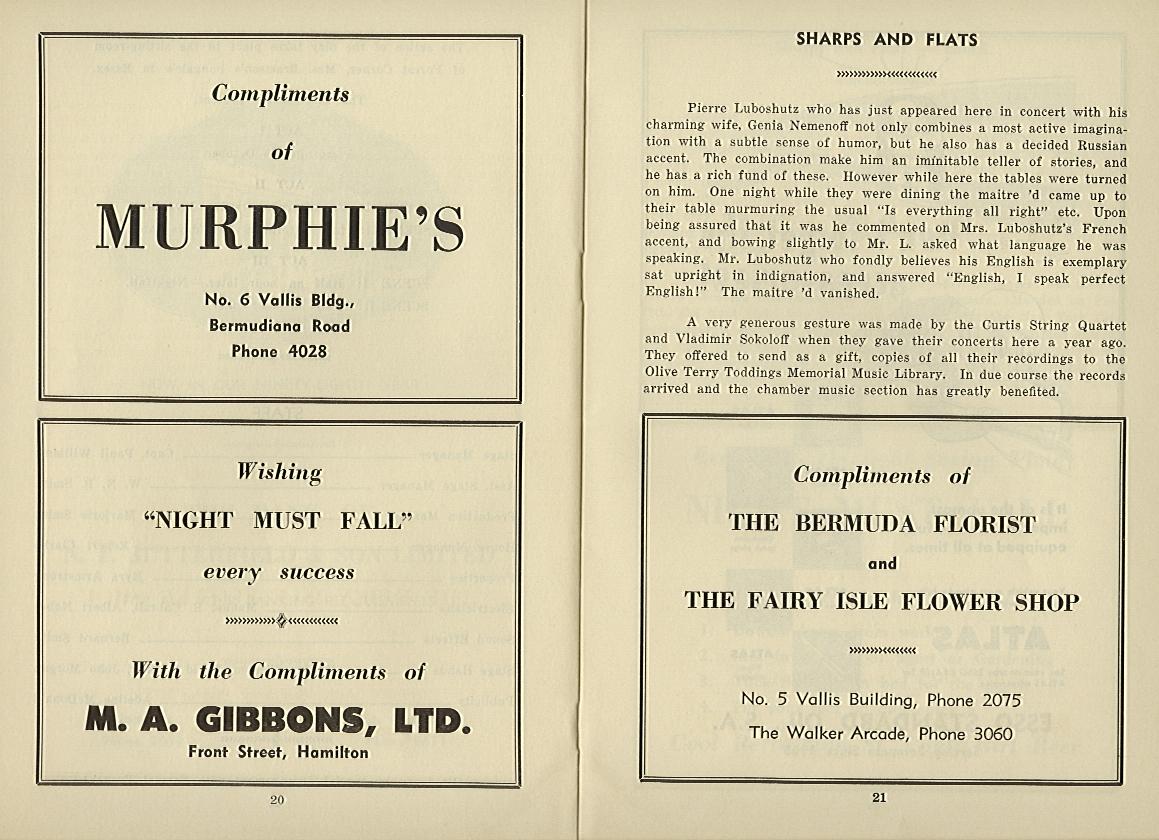 Compliments
of
MURPHIE'S
No. 6 Vallis Bldg.,
Bermudiana Road
Phone 4028
Wishing
“NIGHT MUST FALL”
every success
With the Compliments of
M. A. GIBBONS, LTD.
Front Street, Hamilton
20
SHARPS AND FLATS
Pierre Luboshutz who has just appeared here in concert with his
charming wife, Genia Nemenoff not only combines a most active imagina-
tion with a subtle sense of humor, but he also has a decided Russian
accent. The combination make him an inimitable teller of stories, and
he has a rich fund of these. However while here the tables were turned
on him. One night while they were dining the maitre 'd came up to
their table murmuring the usual “Is everything all right” etc. Upon
being assured that it was he commented on Mrs. Luboshutz's French
accent, and bowing slightly to Mr. L. asked what language he was
speaking. Mr. Luboshutz who fondly believes his English is exemplary
sat upright in indignation, and answered “English, I speak perfect
English!” The maitre 'd vanished.
A very generous gesture was made by the Curtis String Quartet
and Vladimir Sokoloff when they gave their concerts here a year ago.
They offered to send as a gift, copies of all their recordings to the
Olive Terry Toddings Memorial Music Library. In due course the records
arrived and the chamber music section has greatly benefited.
Compliments of
THE BERMUDA FLORIST
and
THE FAIRY ISLE FLOWER SHOP
No. 5 Vallis Building, Phone 2075
The Walker Arcade, Phone 3060
21